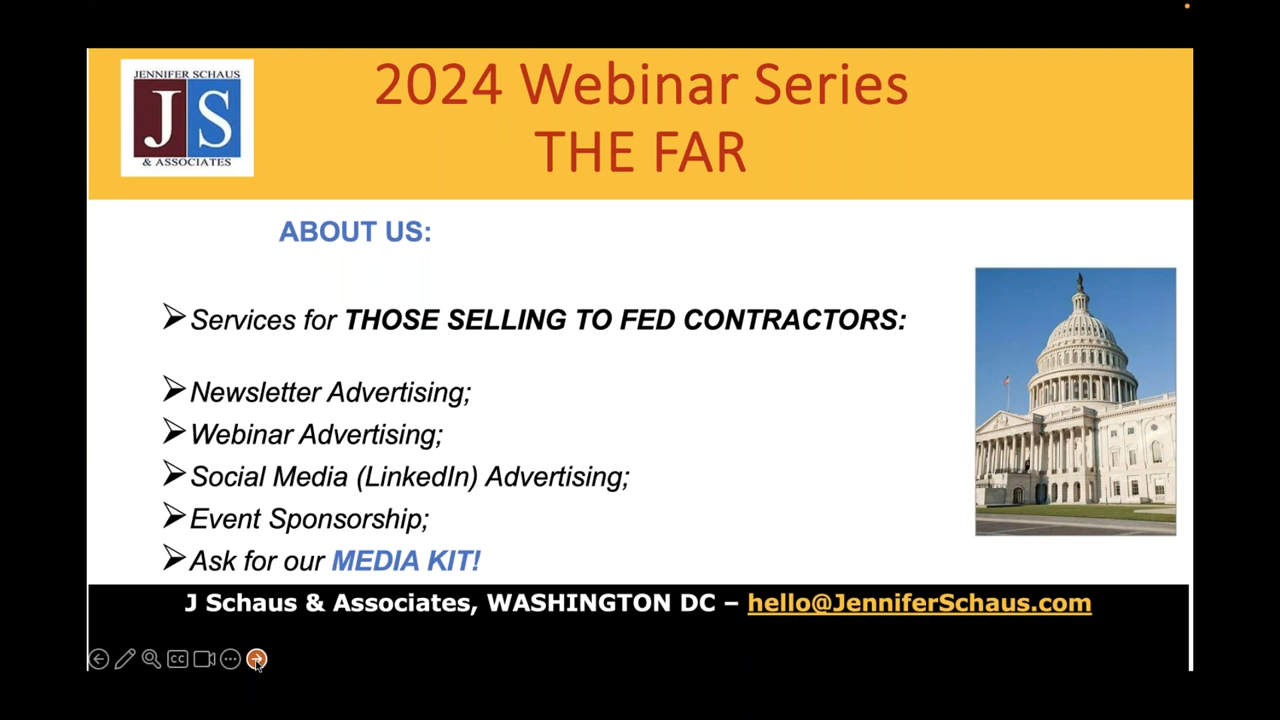 JENNIFER SCHAUS
JS
& ASSOCIATES
2024 Webinar Series
THE FAR
ABOUT US:
Services for THOSE SELLING TO FED CONTRACTORS:
Newsletter Advertising;
Webinar Advertising;
Social Media (LinkedIn) Advertising;
Event Sponsorship;
Ask for our MEDIA KIT!
J Schaus & Associates, WASHINGTON DC – hello@JenniferSchaus.com
CC